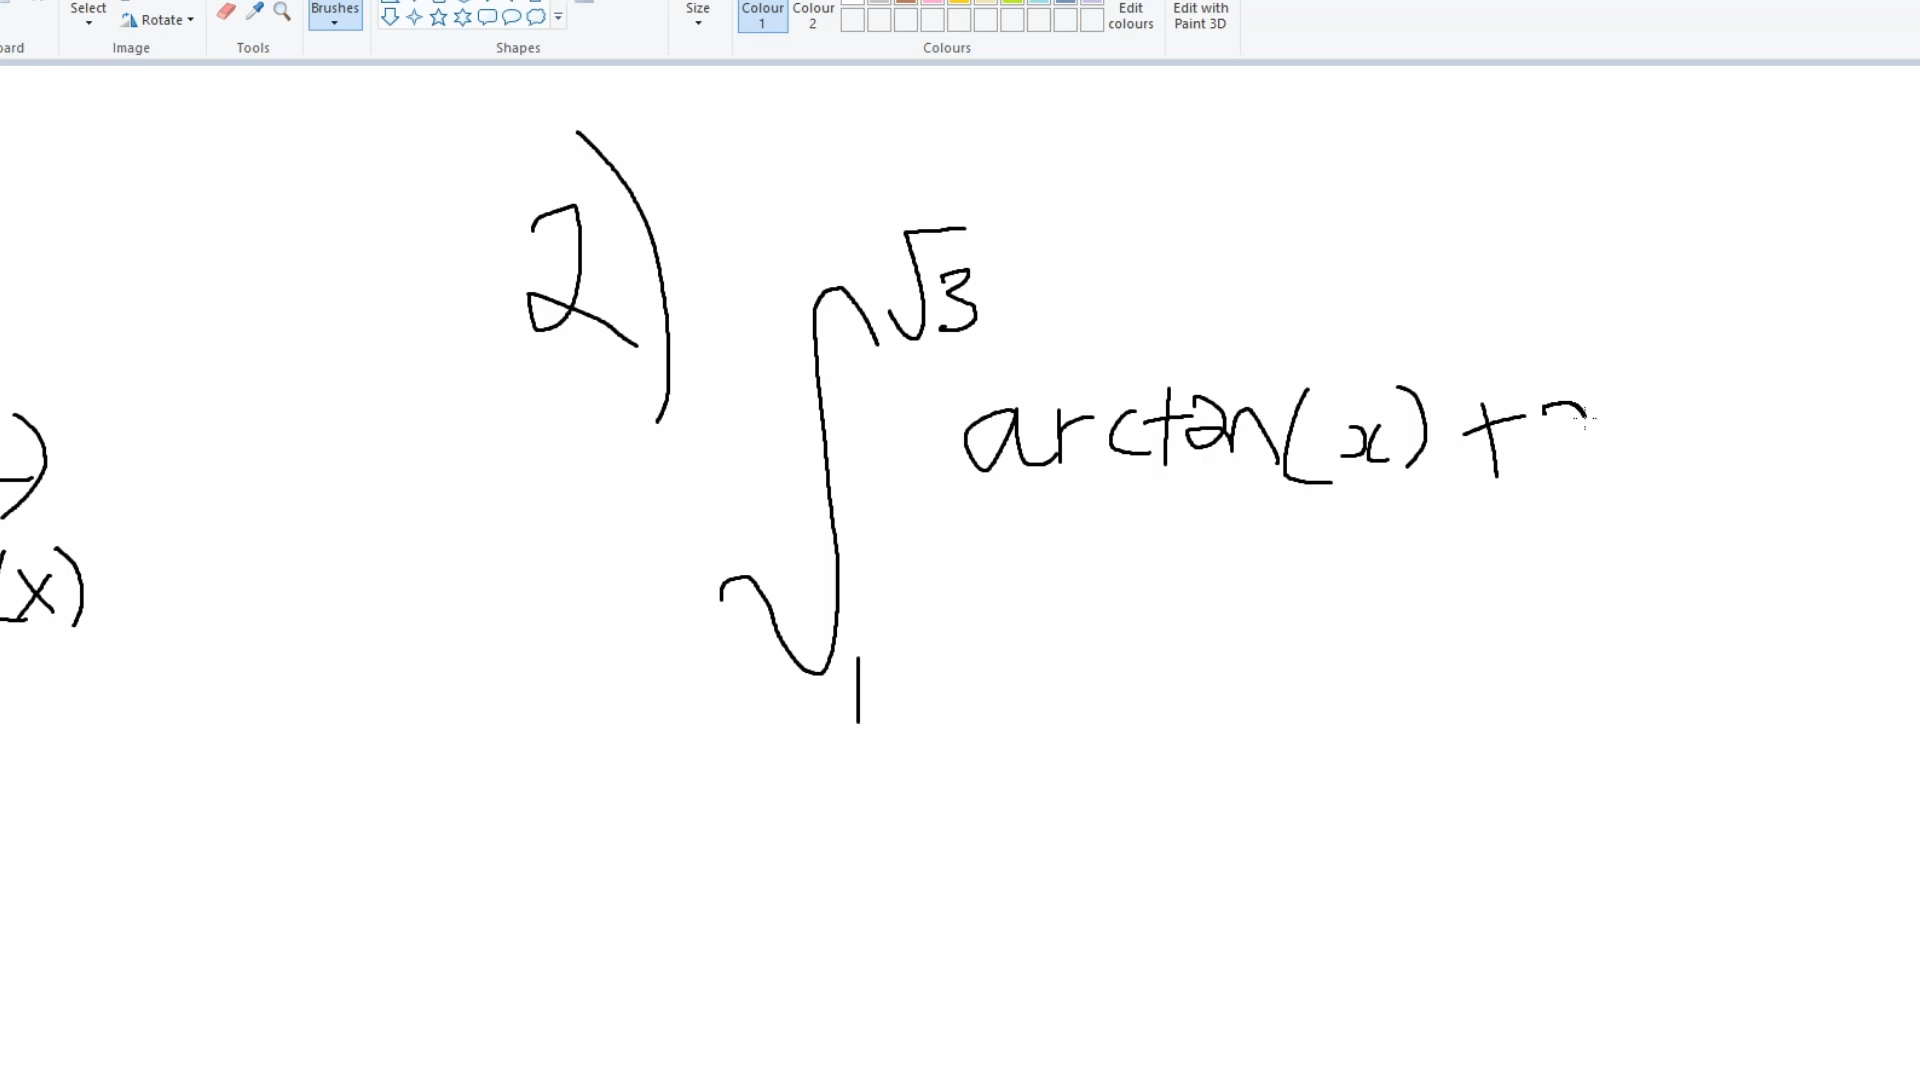 Select
Rotate
Brushes
Size
Colour 1
Colour 2
Edit colours
Edit with Paint 3D
ard
Image
Tools
Shapes
Colours
2)
∫₁^√3 arctan(x) +
)
(x)